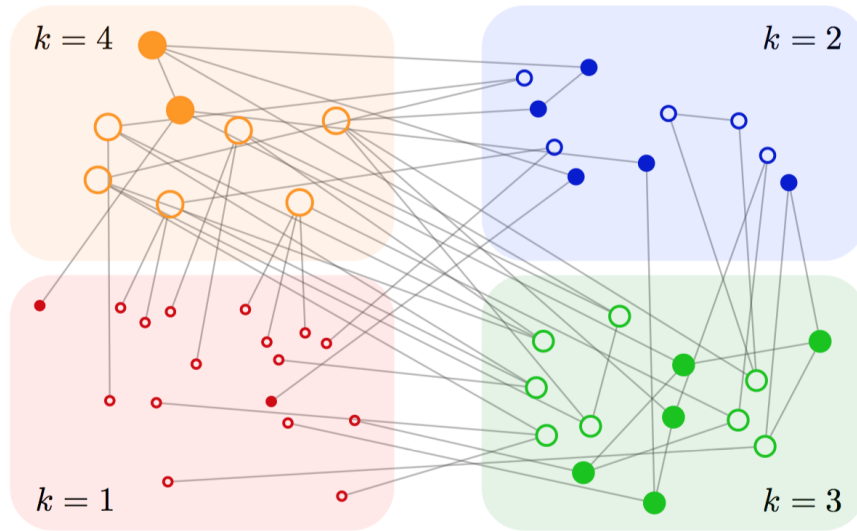 k = 4
k = 2
k = 1
k = 3